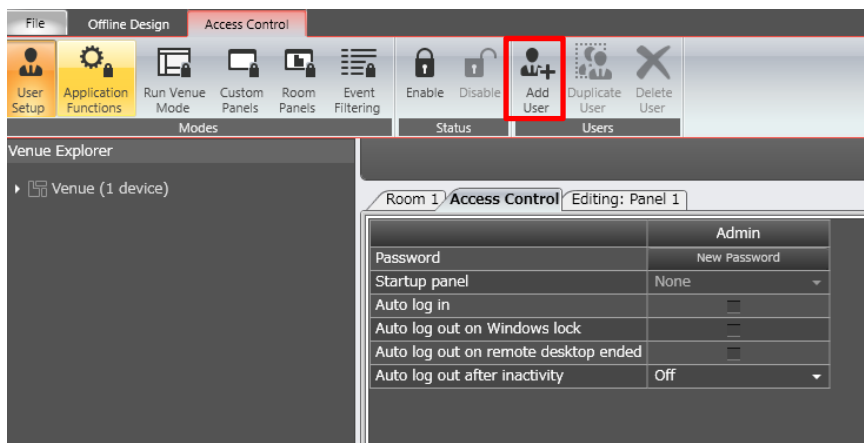 File Offline Design Access Control
User Setup Application Functions Run Venue Mode Custom Panels Room Panels Event Filtering Enable Disable Add User Duplicate User Delete User
Modes Status Users
Venue Explorer
Venue (1 device)
Room 1 Access Control Editing: Panel 1
Admin
Password New Password
Startup panel None
Auto log in
Auto log out on Windows lock
Auto log out on remote desktop ended
Auto log out after inactivity Off